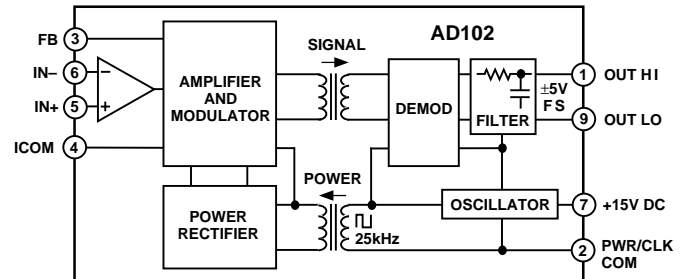 AD102
FB 3
IN– 6
IN+ 5
ICOM 4
–
+
AMPLIFIER
AND
MODULATOR
SIGNAL
DEMOD
±5V
F S
FILTER
1 OUT HI
9 OUT LO
POWER
POWER
RECTIFIER
25kHz
OSCILLATOR
7 +15V DC
2 PWR/CLK
COM